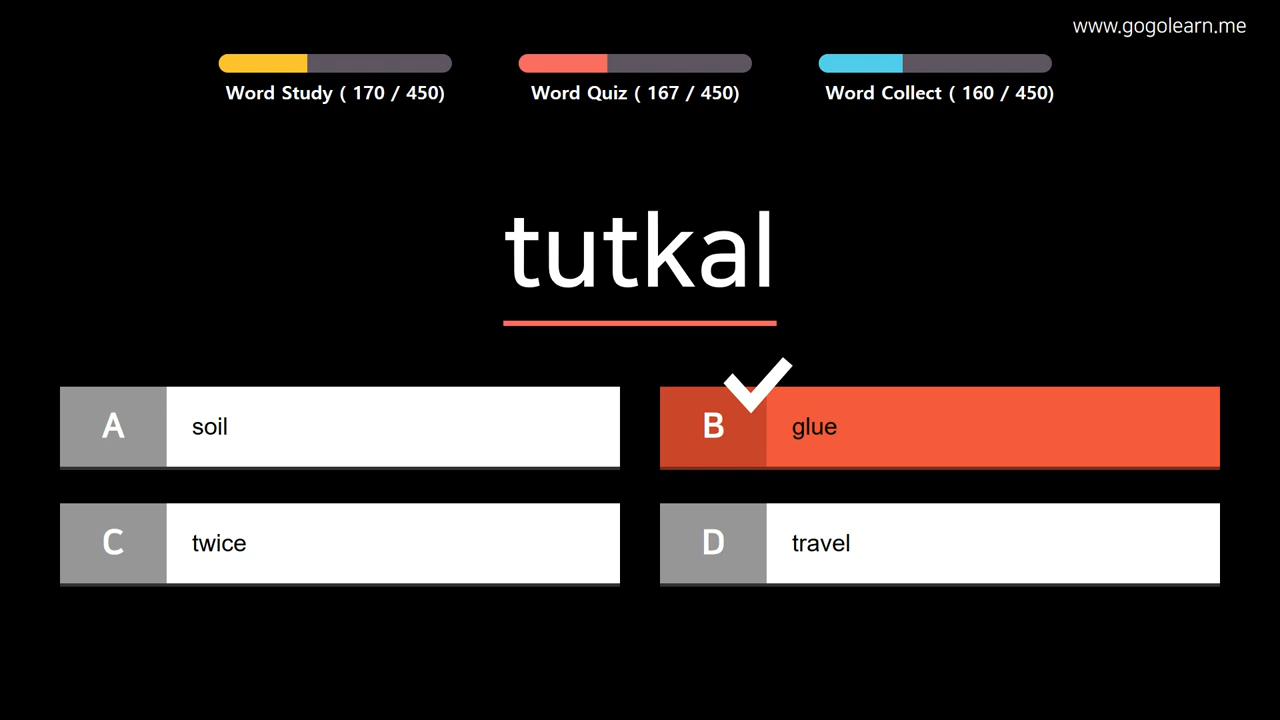 www.gogolearn.me
Word Study ( 170 / 450)
Word Quiz ( 167 / 450)
Word Collect ( 160 / 450)
tutkal
A
soil
B
glue
C
twice
D
travel